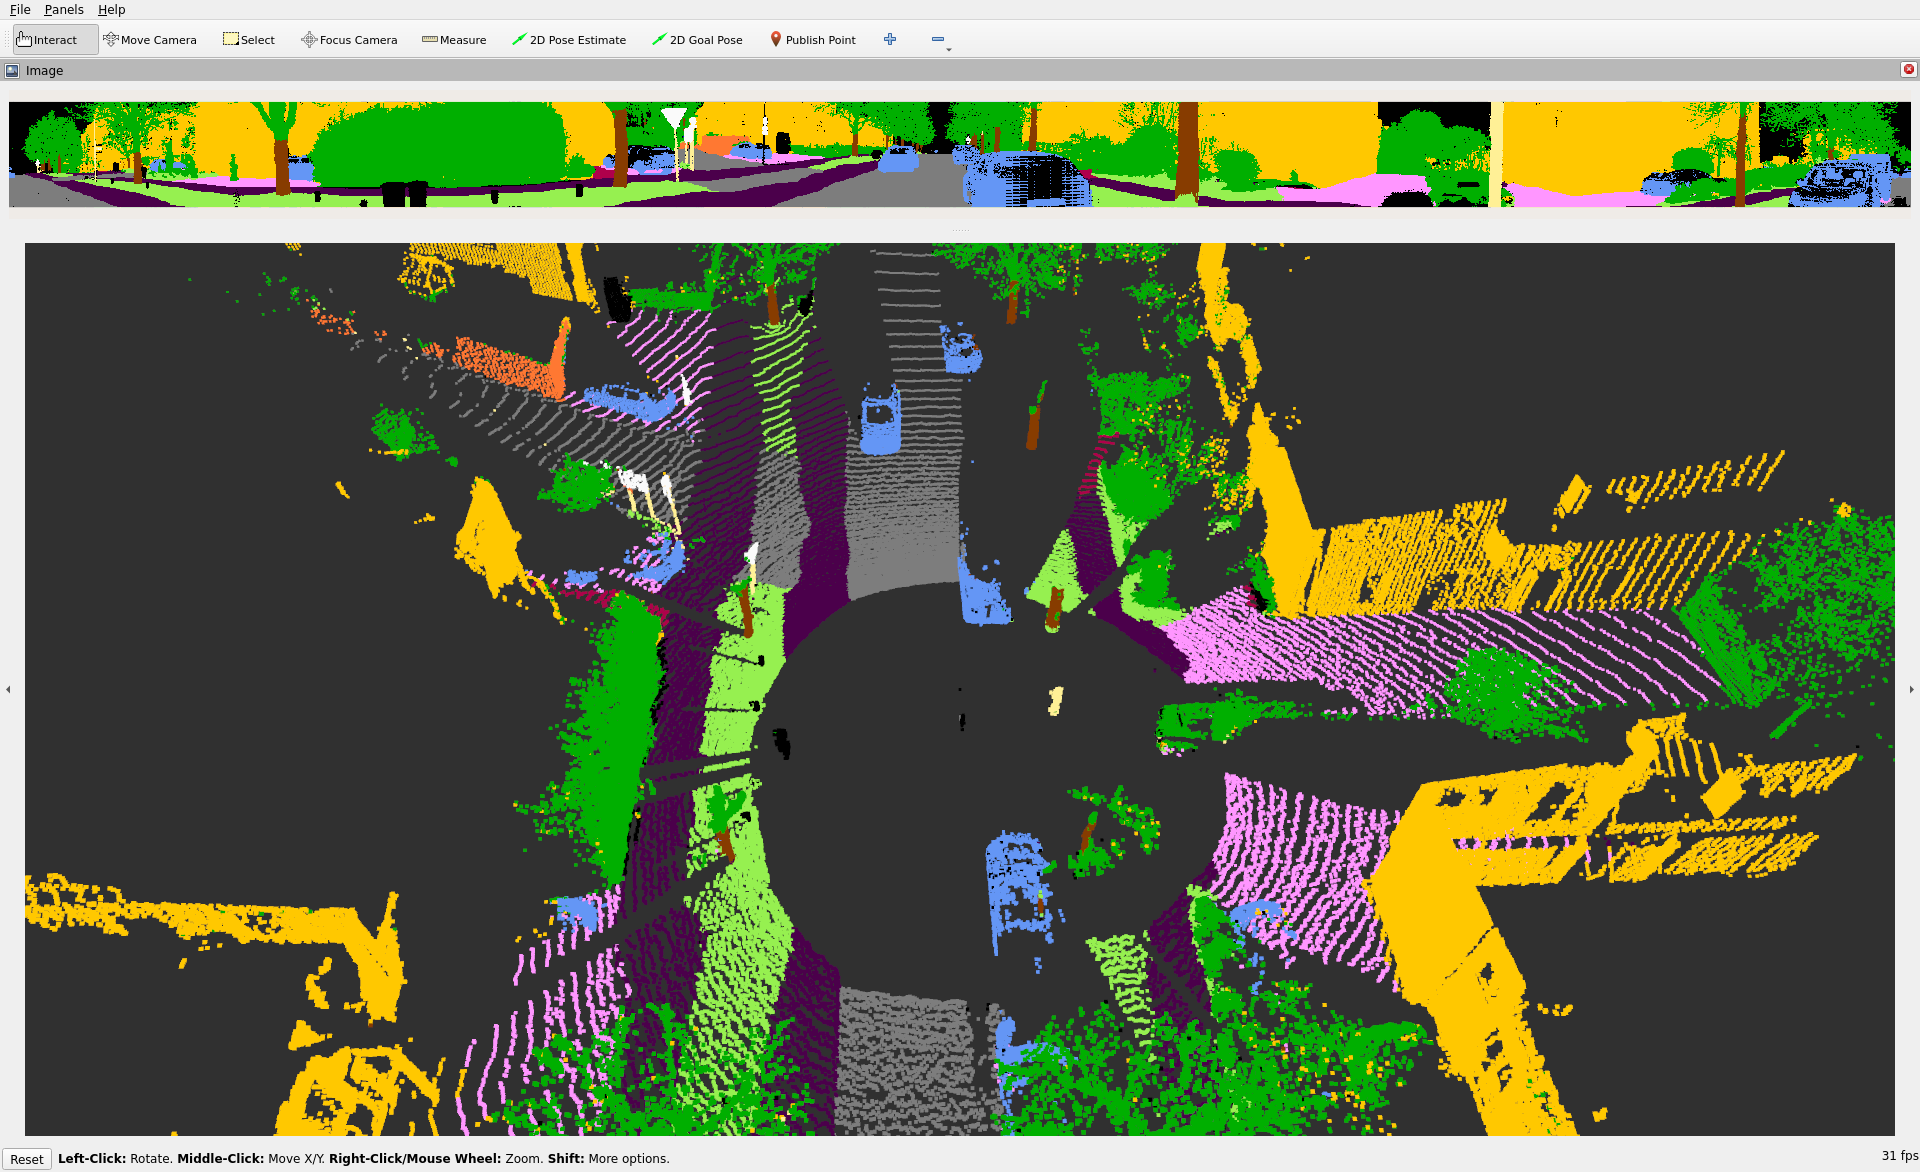 File Panels Help
Interact Move Camera Select Focus Camera Measure 2D Pose Estimate 2D Goal Pose Publish Point
Image
Reset Left-Click: Rotate. Middle-Click: Move X/Y. Right-Click/Mouse Wheel: Zoom. Shift: More options. 31 fps